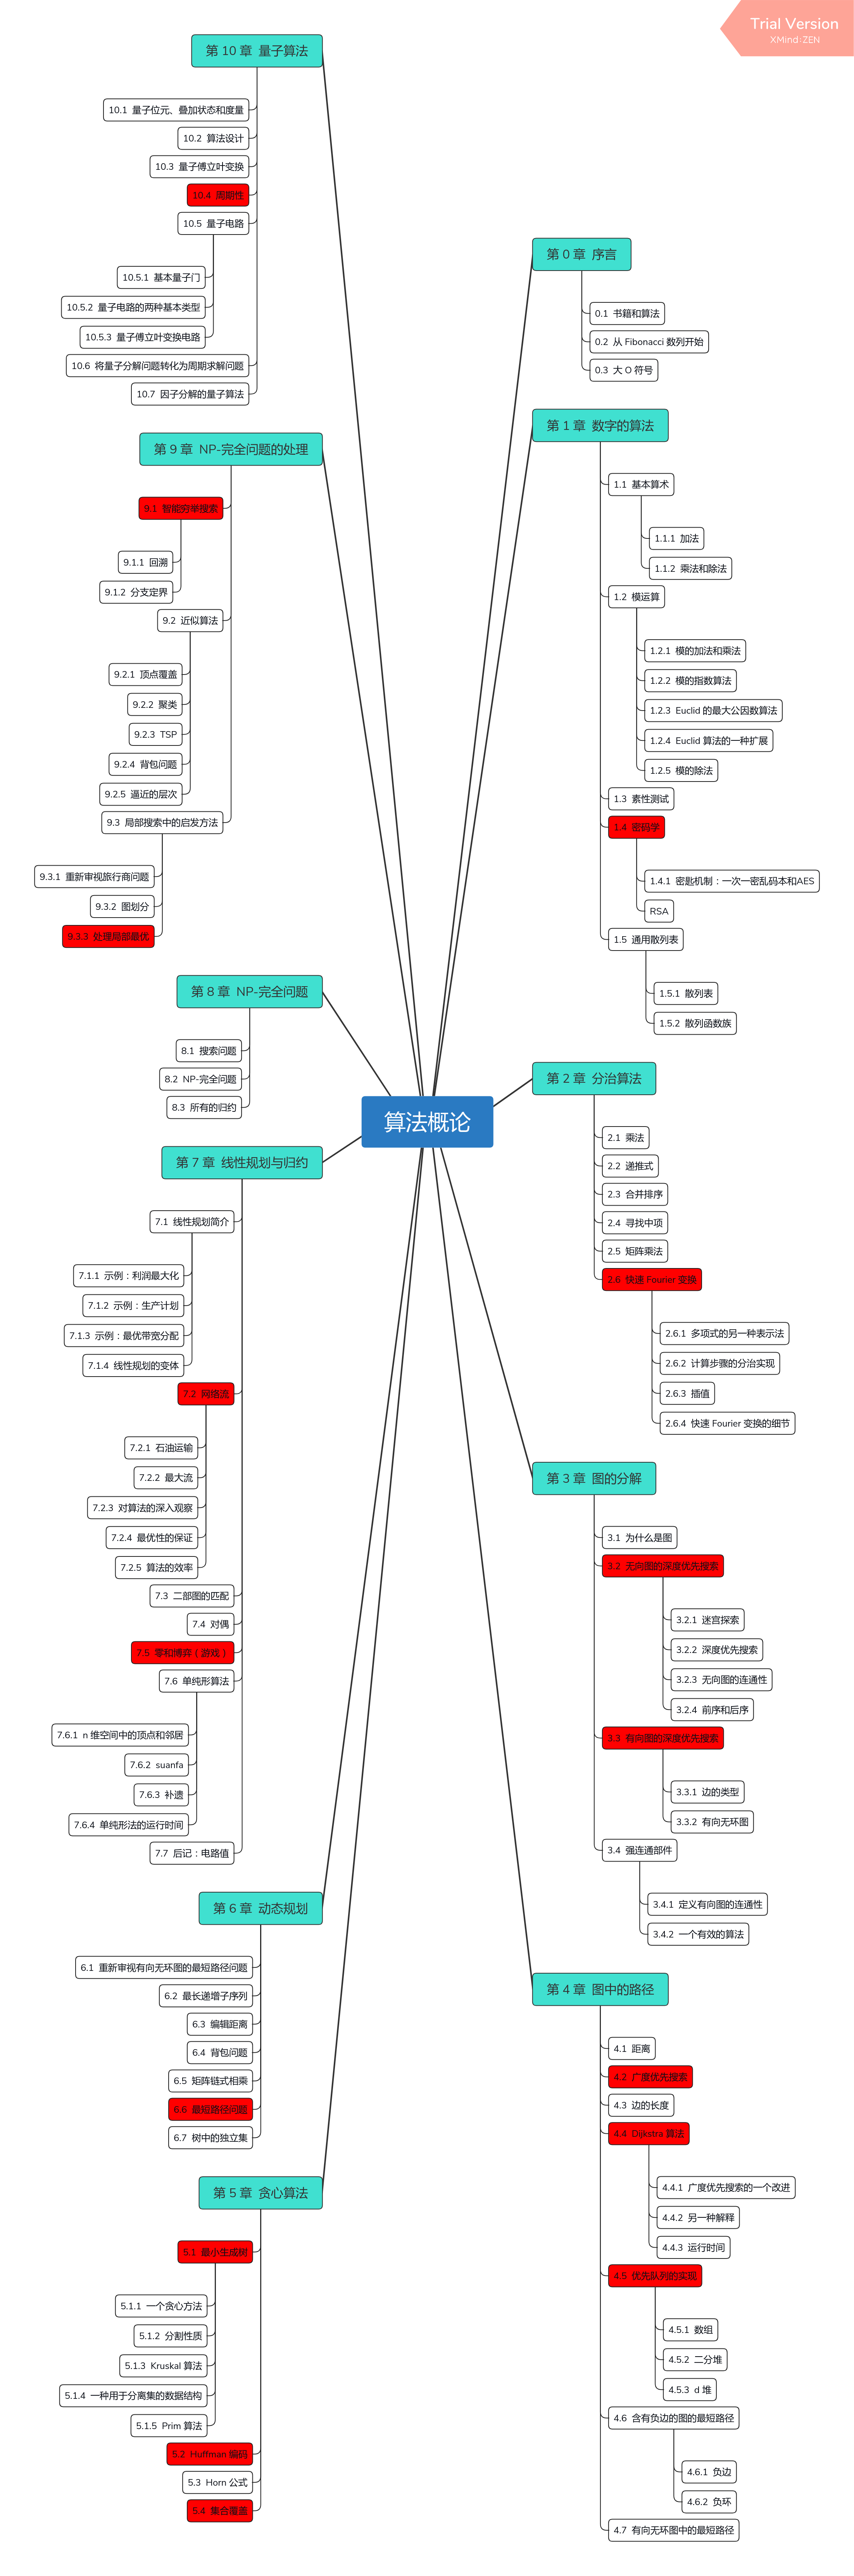 Trial Version
XMind:ZEN
算法概论
第 0 章 序言
0.1 书籍和算法
0.2 从 Fibonacci 数列开始
0.3 大 O 符号
第 1 章 数字的算法
1.1 基本算术
1.1.1 加法
1.1.2 乘法和除法
1.2 模运算
1.2.1 模的加法和乘法
1.2.2 模的指数算法
1.2.3 Euclid 的最大公因数算法
1.2.4 Euclid 算法的一种扩展
1.2.5 模的除法
1.3 素性测试
1.4 密码学
1.4.1 密匙机制：一次一密乱码本和AES
RSA
1.5 通用散列表
1.5.1 散列表
1.5.2 散列函数族
第 2 章 分治算法
2.1 乘法
2.2 递推式
2.3 合并排序
2.4 寻找中项
2.5 矩阵乘法
2.6 快速 Fourier 变换
2.6.1 多项式的另一种表示法
2.6.2 计算步骤的分治实现
2.6.3 插值
2.6.4 快速 Fourier 变换的细节
第 3 章 图的分解
3.1 为什么是图
3.2 无向图的深度优先搜索
3.2.1 迷宫探索
3.2.2 深度优先搜索
3.2.3 无向图的连通性
3.2.4 前序和后序
3.3 有向图的深度优先搜索
3.3.1 边的类型
3.3.2 有向无环图
3.4 强连通部件
3.4.1 定义有向图的连通性
3.4.2 一个有效的算法
第 4 章 图中的路径
4.1 距离
4.2 广度优先搜索
4.3 边的长度
4.4 Dijkstra 算法
4.4.1 广度优先搜索的一个改进
4.4.2 另一种解释
4.4.3 运行时间
4.5 优先队列的实现
4.5.1 数组
4.5.2 二分堆
4.5.3 d 堆
4.6 含有负边的图的最短路径
4.6.1 负边
4.6.2 负环
4.7 有向无环图中的最短路径
第 5 章 贪心算法
5.1 最小生成树
5.1.1 一个贪心方法
5.1.2 分割性质
5.1.3 Kruskal 算法
5.1.4 一种用于分离集的数据结构
5.1.5 Prim 算法
5.2 Huffman 编码
5.3 Horn 公式
5.4 集合覆盖
第 6 章 动态规划
6.1 重新审视有向无环图的最短路径问题
6.2 最长递增子序列
6.3 编辑距离
6.4 背包问题
6.5 矩阵链式相乘
6.6 最短路径问题
6.7 树中的独立集
第 7 章 线性规划与归约
7.1 线性规划简介
7.1.1 示例：利润最大化
7.1.2 示例：生产计划
7.1.3 示例：最优带宽分配
7.1.4 线性规划的变体
7.2 网络流
7.2.1 石油运输
7.2.2 最大流
7.2.3 对算法的深入观察
7.2.4 最优性的保证
7.2.5 算法的效率
7.3 二部图的匹配
7.4 对偶
7.5 零和博弈（游戏）
7.6 单纯形算法
7.6.1 n 维空间中的顶点和邻居
7.6.2 suanfa
7.6.3 补遗
7.6.4 单纯形法的运行时间
7.7 后记：电路值
第 8 章 NP-完全问题
8.1 搜索问题
8.2 NP-完全问题
8.3 所有的归约
第 9 章 NP-完全问题的处理
9.1 智能穷举搜索
9.1.1 回溯
9.1.2 分支定界
9.2 近似算法
9.2.1 顶点覆盖
9.2.2 聚类
9.2.3 TSP
9.2.4 背包问题
9.2.5 逼近的层次
9.3 局部搜索中的启发方法
9.3.1 重新审视旅行商问题
9.3.2 图划分
9.3.3 处理局部最优
第 10 章 量子算法
10.1 量子位元、叠加状态和度量
10.2 算法设计
10.3 量子傅立叶变换
10.4 周期性
10.5 量子电路
10.5.1 基本量子门
10.5.2 量子电路的两种基本类型
10.5.3 量子傅立叶变换电路
10.6 将量子分解问题转化为周期求解问题
10.7 因子分解的量子算法